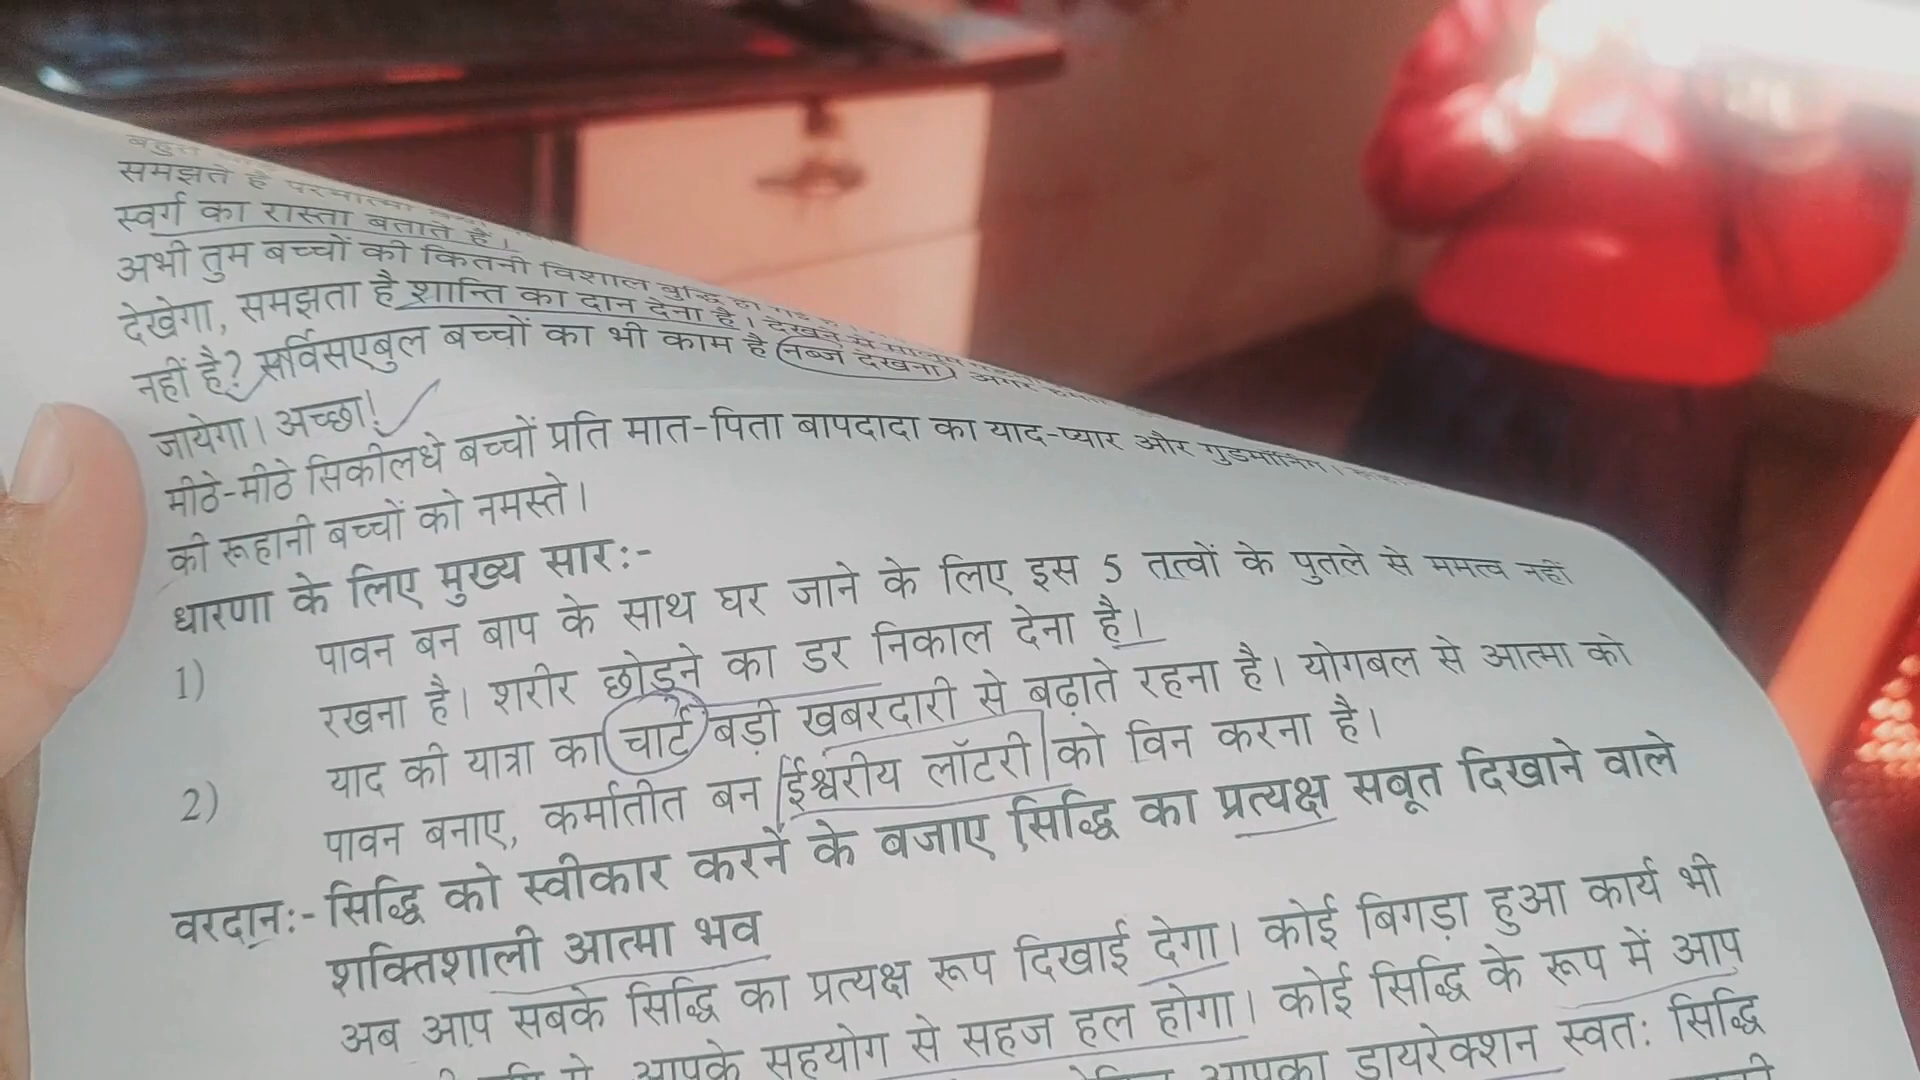 समझते हैं परमात्मा
स्वर्ग का रास्ता बताते हैं।
अभी तुम बच्चों की कितनी विशाल बुद्धि हो
देखेगा, समझता है शान्ति का दान देना है। देखने से मालूम
नहीं है? सर्विसएबुल बच्चों का भी काम है नब्ज देखना। अगर
जायेगा। अच्छा!
मीठे-मीठे सिकीलधे बच्चों प्रति मात-पिता बापदादा का याद-प्यार और गुडमॉर्निंग।
की रूहानी बच्चों को नमस्ते।
धारणा के लिए मुख्य सार:-
1) पावन बन बाप के साथ घर जाने के लिए इस 5 तत्वों के पुतले से ममत्व नहीं
रखना है। शरीर छोड़ने का डर निकाल देना है।
2) याद की यात्रा का चार्ट बड़ी खबरदारी से बढ़ाते रहना है। योगबल से आत्मा को
पावन बनाए, कर्मातीत बन ईश्वरीय लॉटरी को विन करना है।
वरदान:- सिद्धि को स्वीकार करने के बजाए सिद्धि का प्रत्यक्ष सबूत दिखाने वाले
शक्तिशाली आत्मा भव
अब आप सबके सिद्धि का प्रत्यक्ष रूप दिखाई देगा। कोई बिगड़ा हुआ कार्य भी
आपके सहयोग से सहज हल होगा। कोई सिद्धि के रूप में आप
आपका डायरेक्शन स्वत: सिद्धि